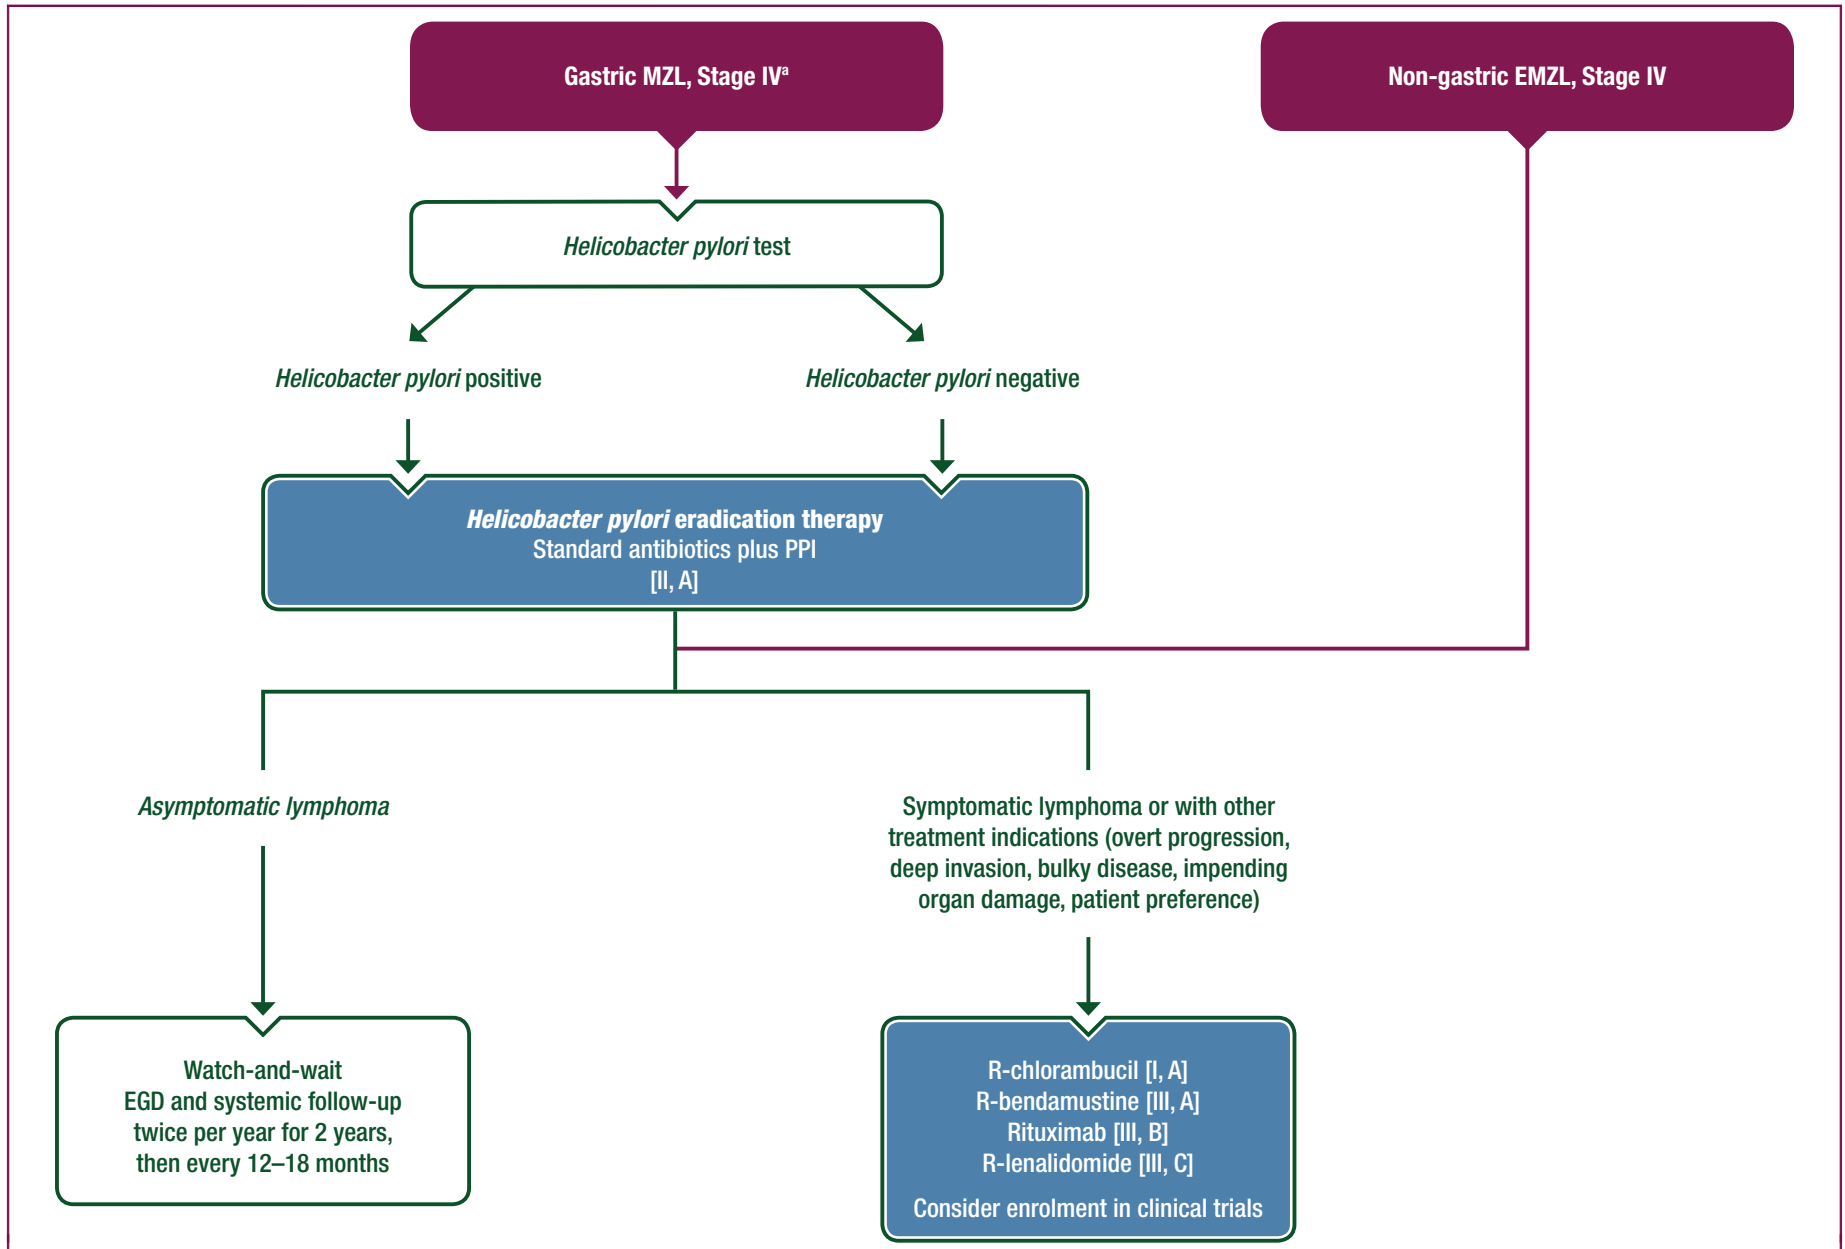 Gastric MZL, Stage IVa
Non-gastric EMZL, Stage IV
Helicobacter pylori test
Helicobacter pylori positive
Helicobacter pylori negative
Helicobacter pylori eradication therapy
Standard antibiotics plus PPI
[II, A]
Asymptomatic lymphoma
Symptomatic lymphoma or with other
treatment indications (overt progression,
deep invasion, bulky disease, impending
organ damage, patient preference)
Watch-and-wait
EGD and systemic follow-up
twice per year for 2 years,
then every 12–18 months
R-chlorambucil [I, A]
R-bendamustine [III, A]
Rituximab [III, B]
R-lenalidomide [III, C]
Consider enrolment in clinical trials